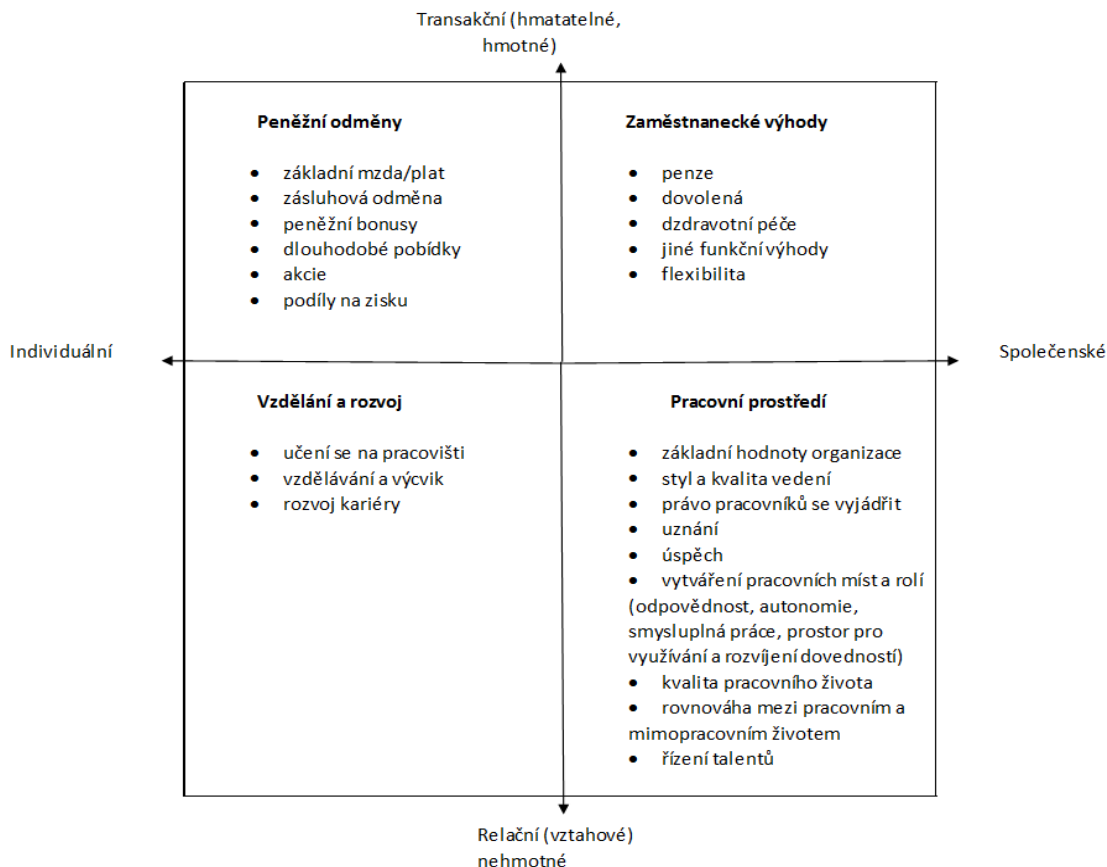 Transakční (hmatatelné,
hmotné)
Peněžní odměny
• základní mzda/plat
• zásluhová odměna
• peněžní bonusy
• dlouhodobé pobídky
• akcie
• podíly na zisku
Zaměstnanecké výhody
• penze
• dovolená
• dzdravotní péče
• jiné funkční výhody
• flexibilita
Individuální
Společenské
Vzdělání a rozvoj
• učení se na pracovišti
• vzdělávání a výcvik
• rozvoj kariéry
Pracovní prostředí
• základní hodnoty organizace
• styl a kvalita vedení
• právo pracovníků se vyjádřit
• uznání
• úspěch
• vytváření pracovních míst a rolí
(odpovědnost, autonomie,
smysluplná práce, prostor pro
využívání a rozvíjení dovedností)
• kvalita pracovního života
• rovnováha mezi pracovním a
mimopracovním životem
• řízení talentů
Relační (vztahové)
nehmotné